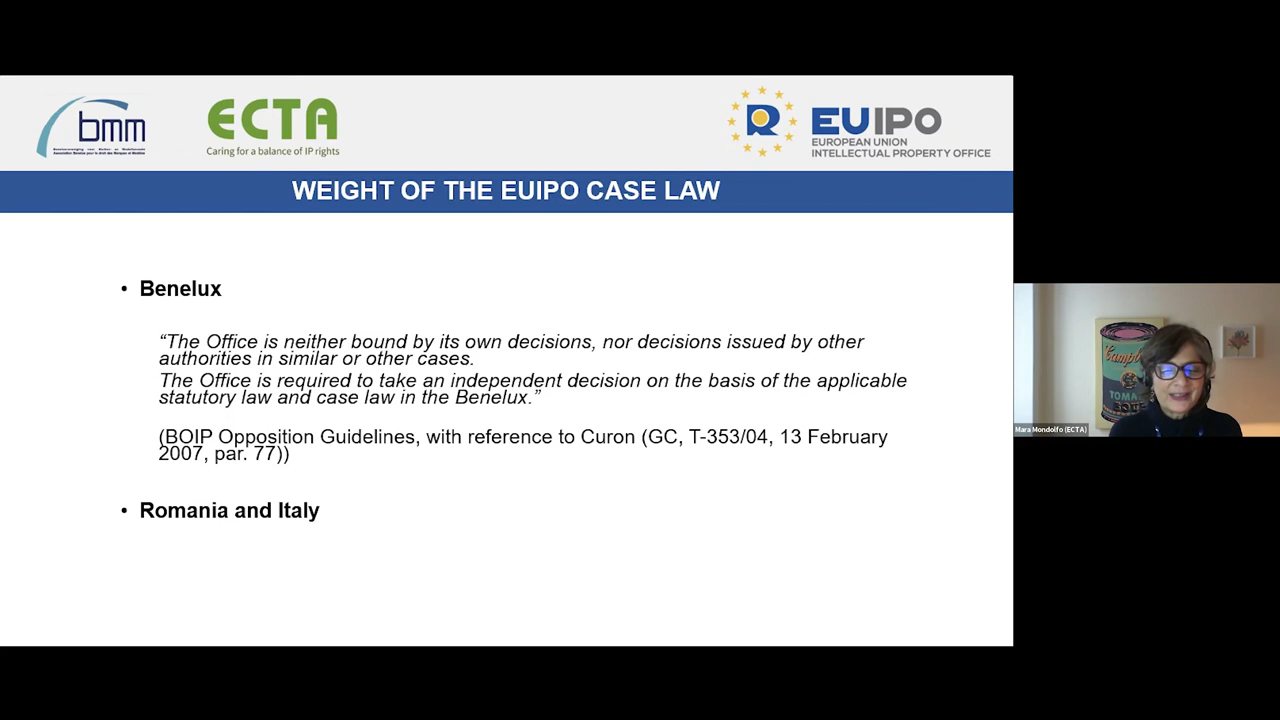 bmm
ECTA
Caring for a balance of IP rights
EUIPO
EUROPEAN UNION
INTELLECTUAL PROPERTY OFFICE
WEIGHT OF THE EUIPO CASE LAW
• Benelux
“The Office is neither bound by its own decisions, nor decisions issued by other
authorities in similar or other cases.
The Office is required to take an independent decision on the basis of the applicable
statutory law and case law in the Benelux.”
(BOIP Opposition Guidelines, with reference to Curon (GC, T-353/04, 13 February
2007, par. 77))
• Romania and Italy
Mara Mondolfo (ECTA)